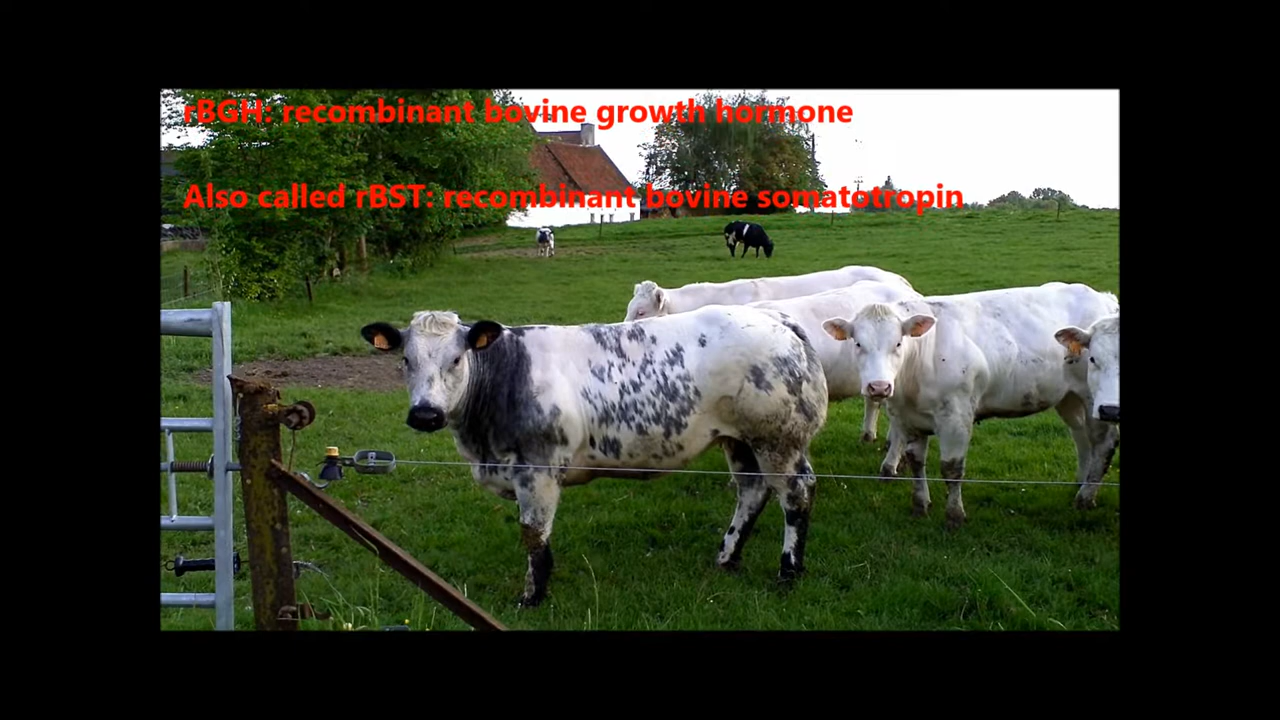 rBGH: recombinant bovine growth hormone
Also called rBST: recombinant bovine somatotropin